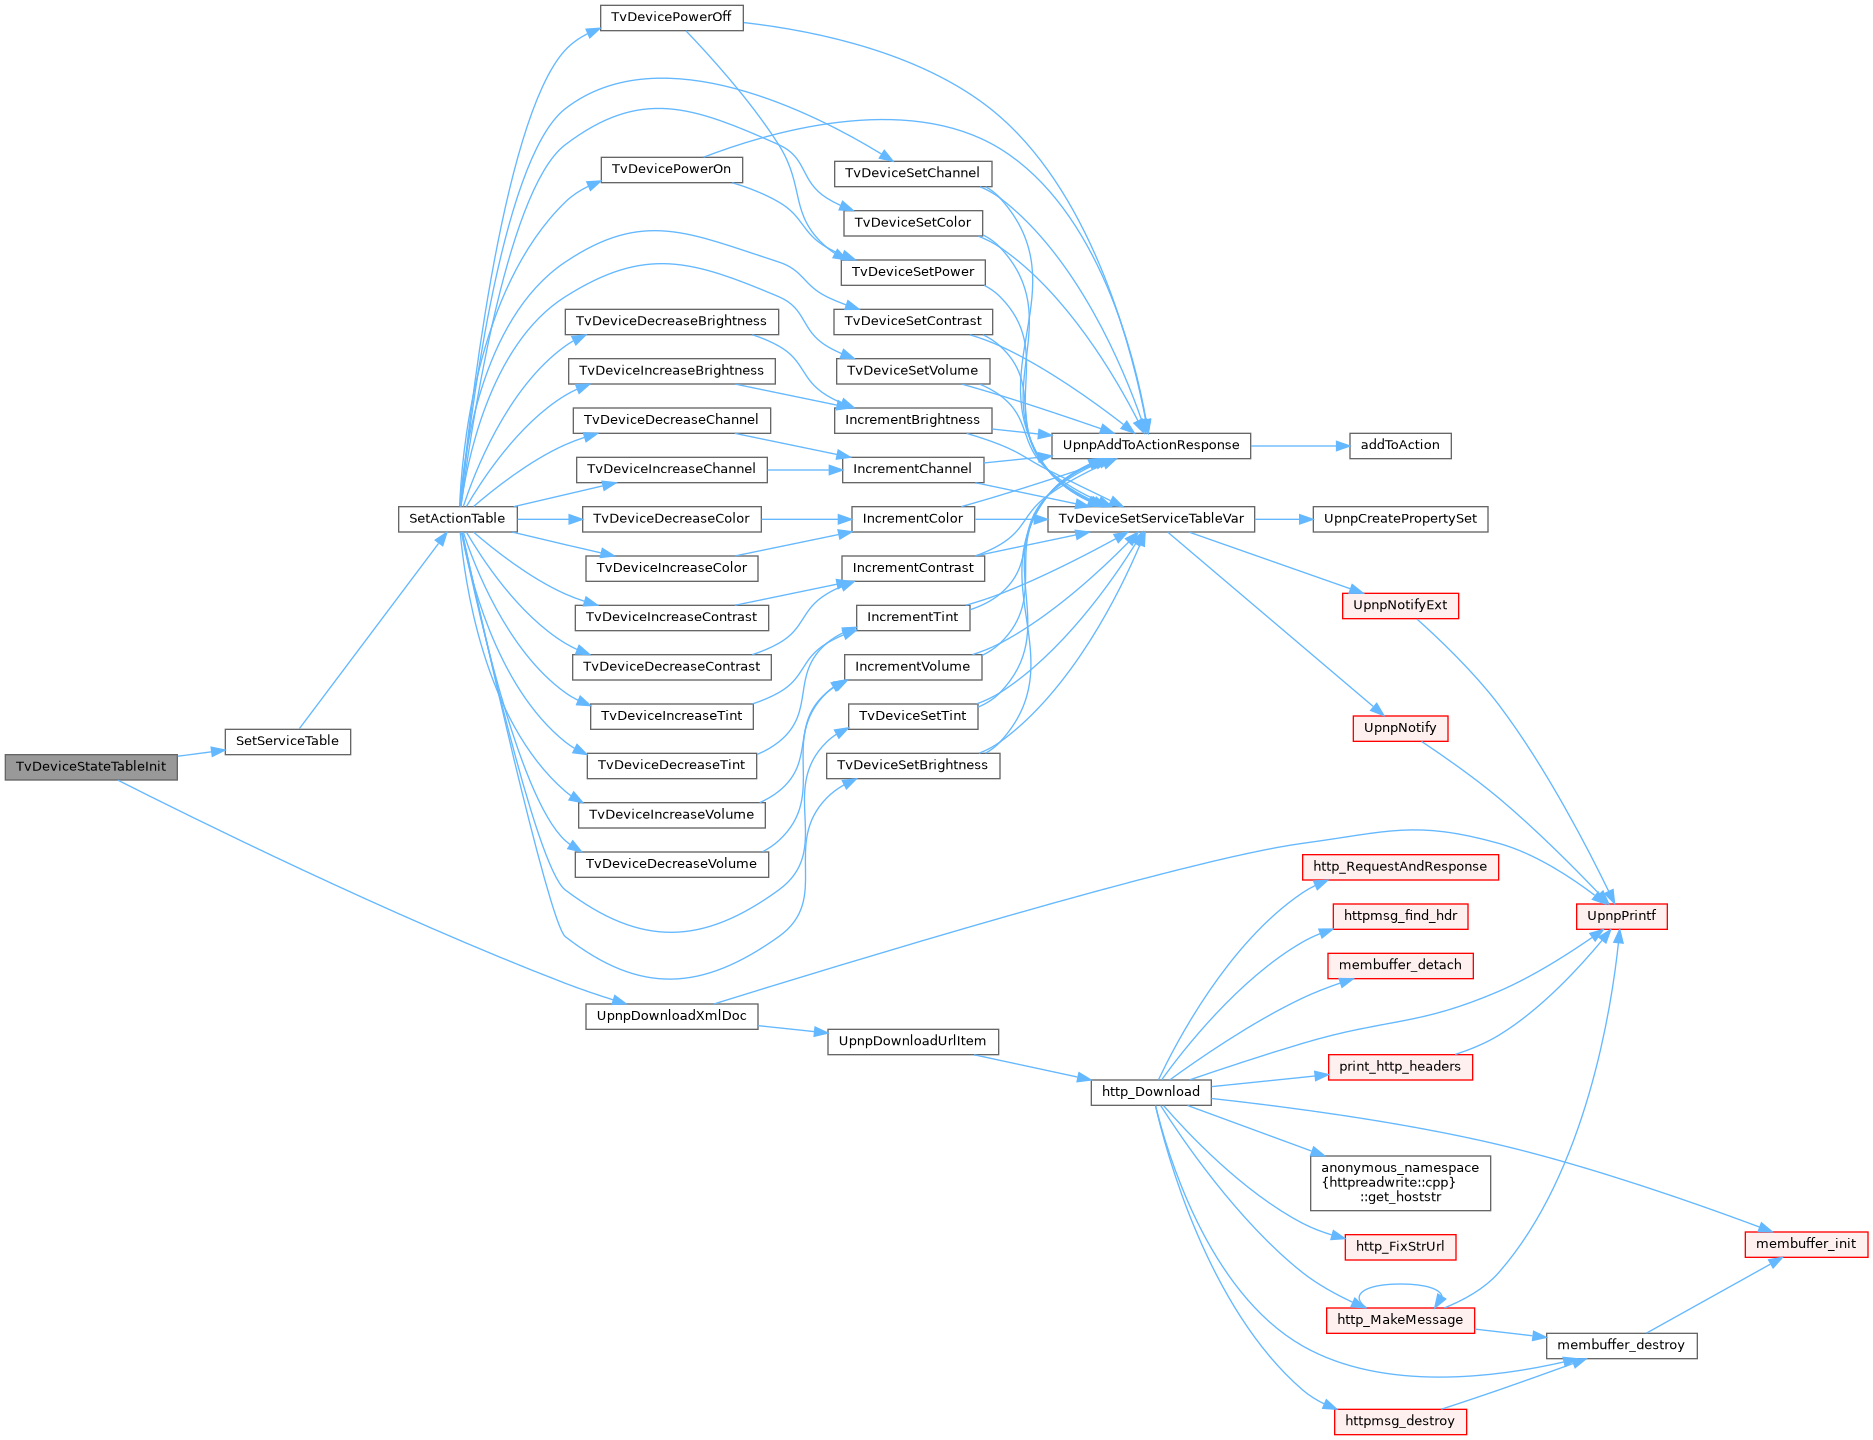 TvDeviceStateTableInit
SetServiceTable
SetActionTable
TvDevicePowerOff
TvDevicePowerOn
TvDeviceDecreaseBrightness
TvDeviceIncreaseBrightness
TvDeviceDecreaseChannel
TvDeviceIncreaseChannel
TvDeviceDecreaseColor
TvDeviceIncreaseColor
TvDeviceIncreaseContrast
TvDeviceDecreaseContrast
TvDeviceIncreaseTint
TvDeviceDecreaseTint
TvDeviceIncreaseVolume
TvDeviceDecreaseVolume
UpnpDownloadXmlDoc
TvDeviceSetChannel
TvDeviceSetColor
TvDeviceSetPower
TvDeviceSetContrast
TvDeviceSetVolume
IncrementBrightness
IncrementChannel
IncrementColor
IncrementContrast
IncrementTint
IncrementVolume
TvDeviceSetTint
TvDeviceSetBrightness
UpnpDownloadUrlItem
UpnpAddToActionResponse
TvDeviceSetServiceTableVar
http_Download
addToAction
UpnpCreatePropertySet
UpnpNotifyExt
UpnpNotify
http_RequestAndResponse
httpmsg_find_hdr
membuffer_detach
print_http_headers
anonymous_namespace
{httpreadwrite::cpp}
::get_hoststr
http_FixStrUrl
http_MakeMessage
httpmsg_destroy
UpnpPrintf
membuffer_destroy
membuffer_init